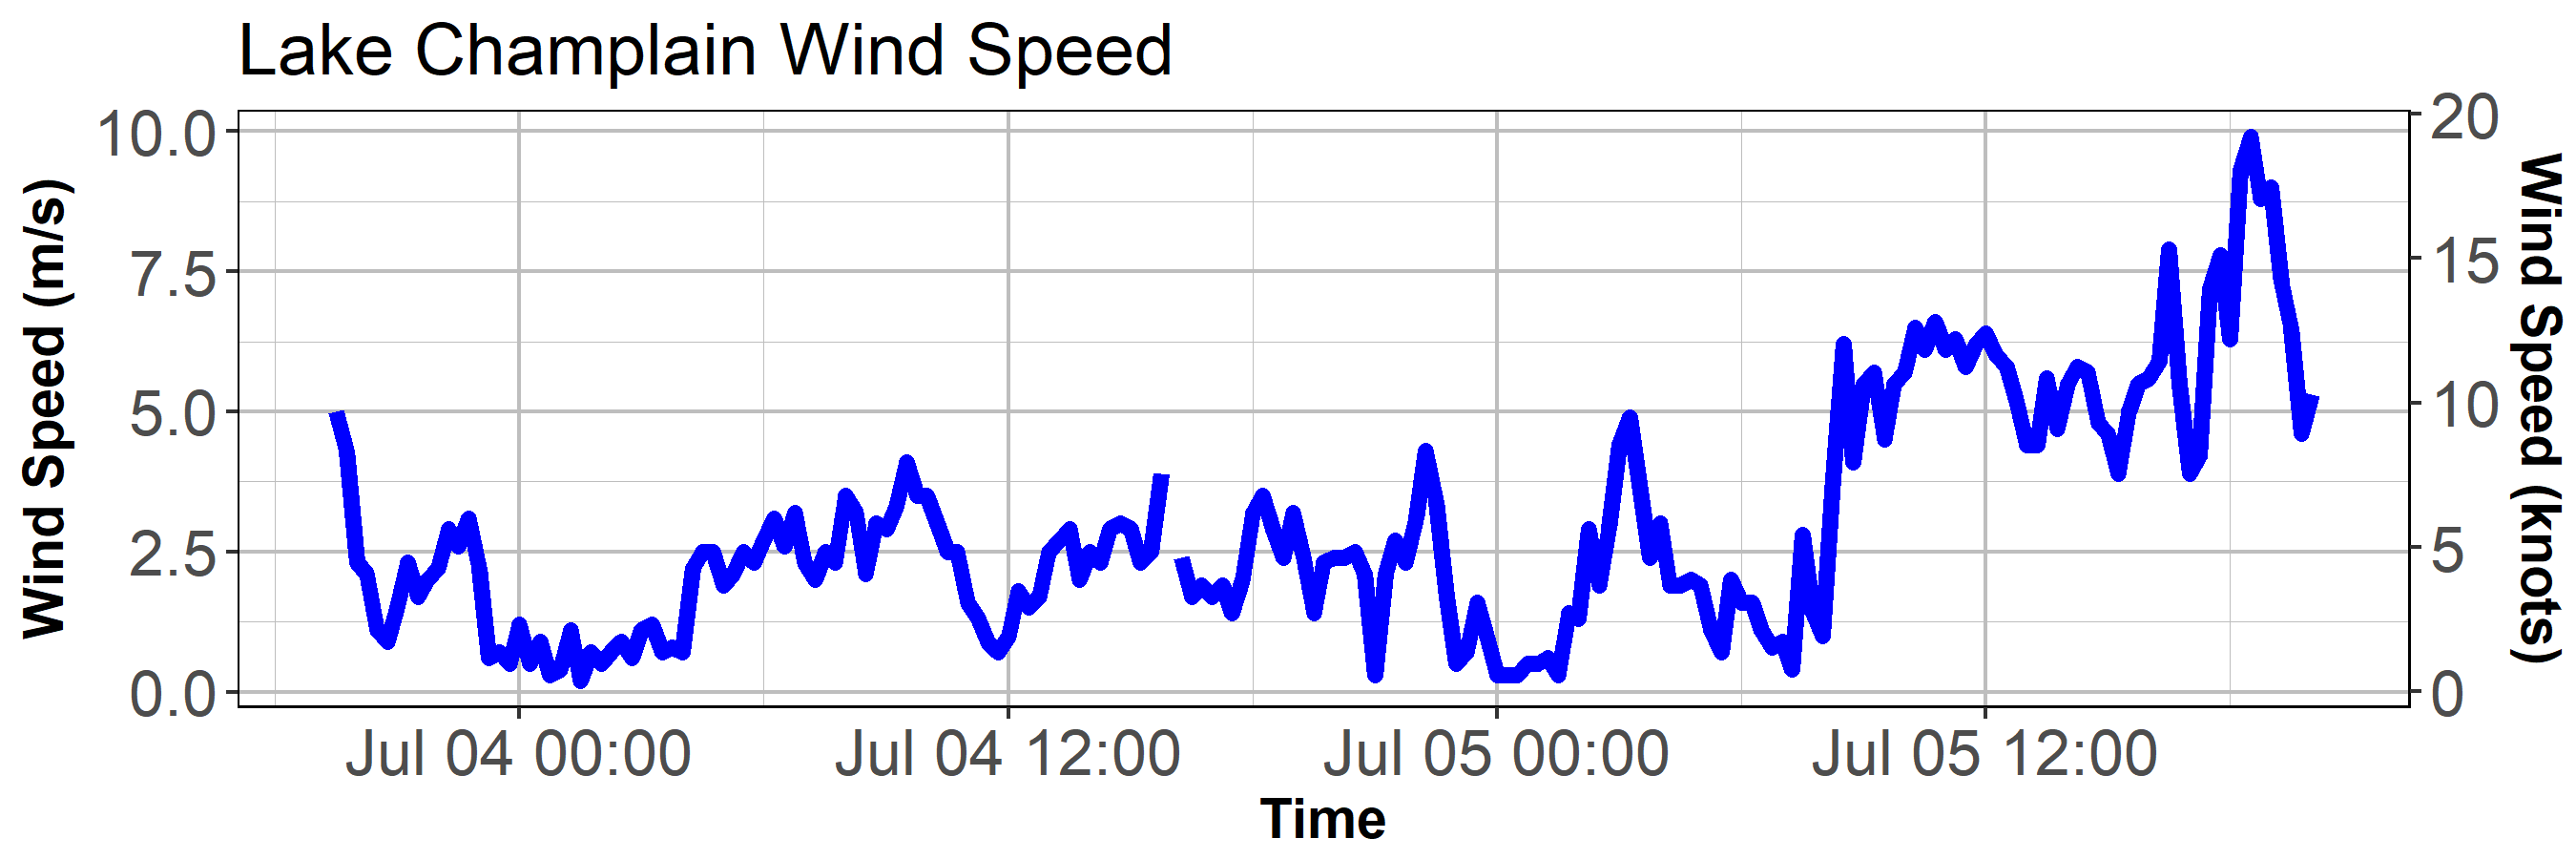 Lake Champlain Wind Speed
Wind Speed (m/s)
10.0
7.5
5.0
2.5
0.0
20
15
10
5
0
Wind Speed (knots)
Jul 04 00:00
Jul 04 12:00
Jul 05 00:00
Jul 05 12:00
Time